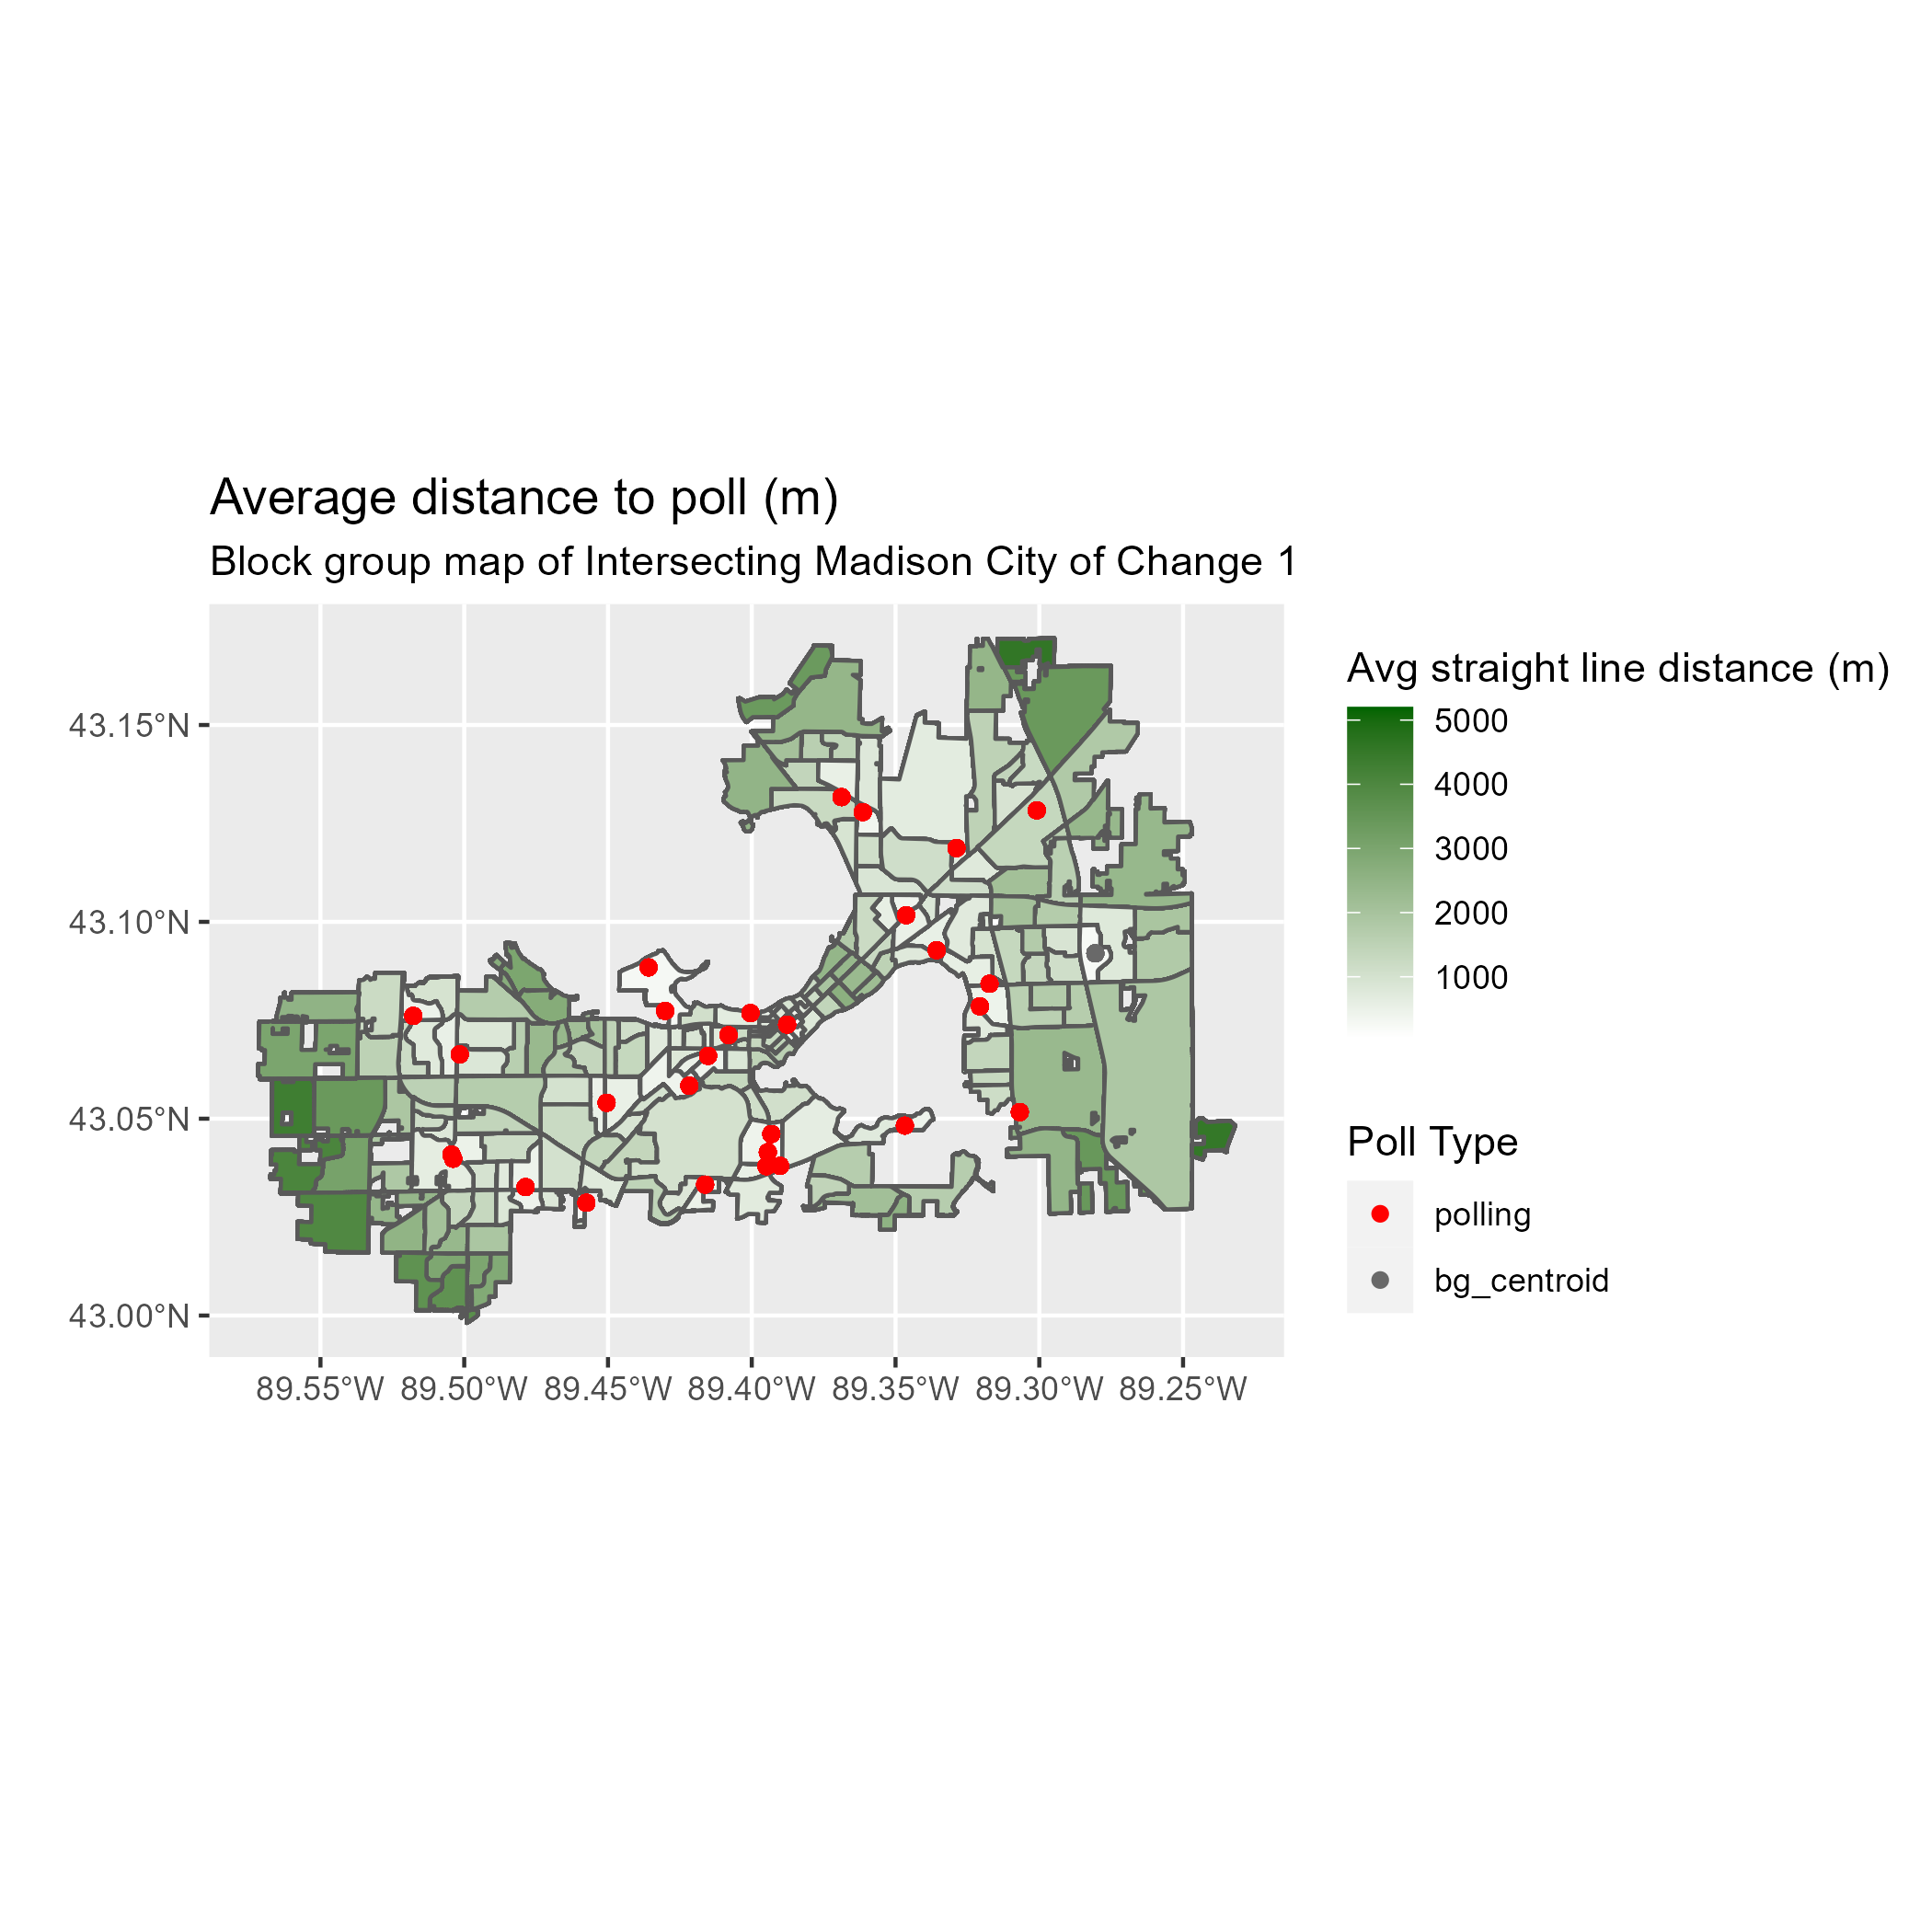 Average distance to poll (m)
Block group map of Intersecting Madison City of Change 1
43.15°N
43.10°N
43.05°N
43.00°N
89.55°W 89.50°W 89.45°W 89.40°W 89.35°W 89.30°W 89.25°W
Avg straight line distance (m)
5000
4000
3000
2000
1000
Poll Type
polling
bg_centroid